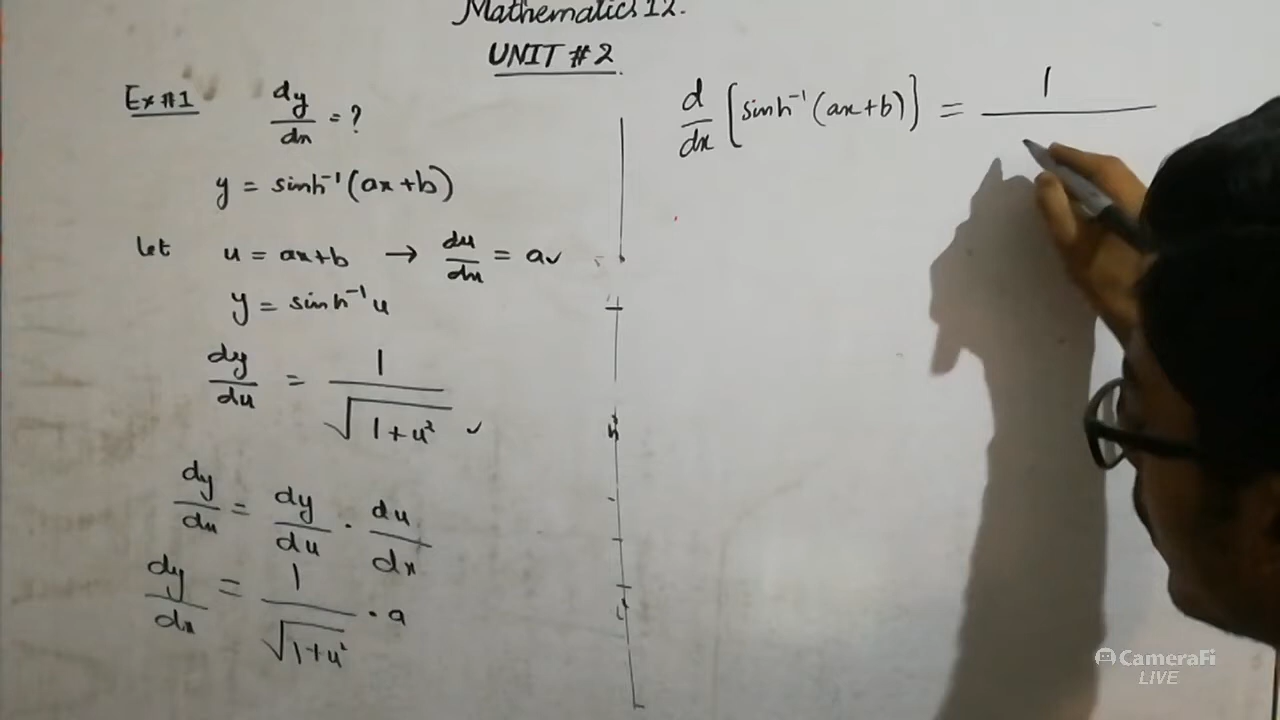 Mathematics 12.
UNIT # 2
Ex#1 dy/dx = ?
y = sinh⁻¹(ax+b)
let u = ax+b → du/dx = a ✓
y = sinh⁻¹ u
dy/du = 1/√(1+u²) ✓
dy/dx = dy/du · du/dx
dy/dx = 1/√(1+u²) · a
d/dx [sinh⁻¹(ax+b)] = 1/
CameraFi
LIVE